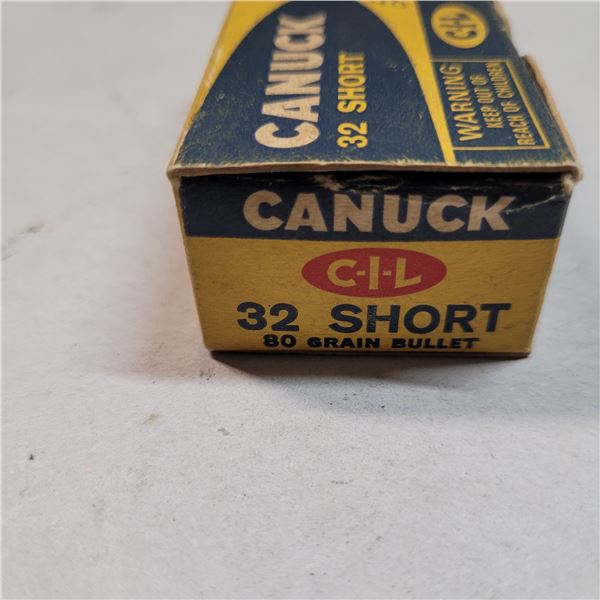 CANUCK
32 SHORT
C-I-L
WARNING
KEEP OUT OF
REACH OF CHILDREN
CANUCK
C-I-L
32 SHORT
80 GRAIN BULLET